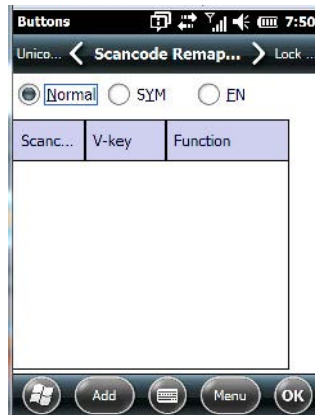 Buttons 7:50
Unico... Scancode Remap... Lock ...
Normal SYM FN
Scanc... V-key Function
Add Menu OK